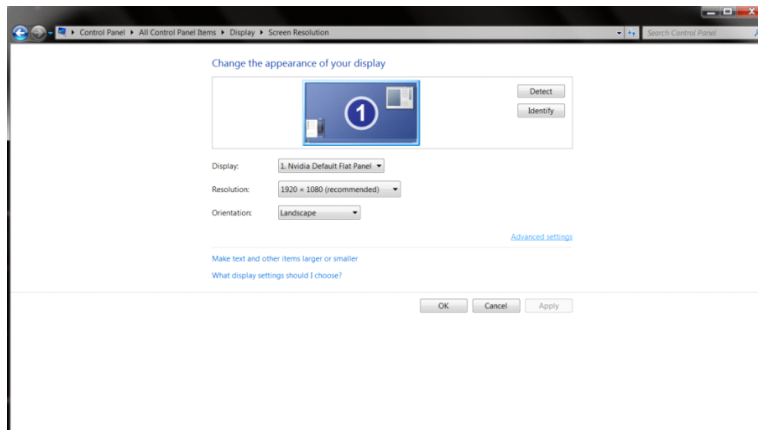 Control Panel ▸ All Control Panel Items ▸ Display ▸ Screen Resolution
Search Control Panel
Change the appearance of your display
1
Detect
Identify
Display: 1. Nvidia Default Flat Panel
Resolution: 1920 × 1080 (recommended)
Orientation: Landscape
Advanced settings
Make text and other items larger or smaller
What display settings should I choose?
OK Cancel Apply